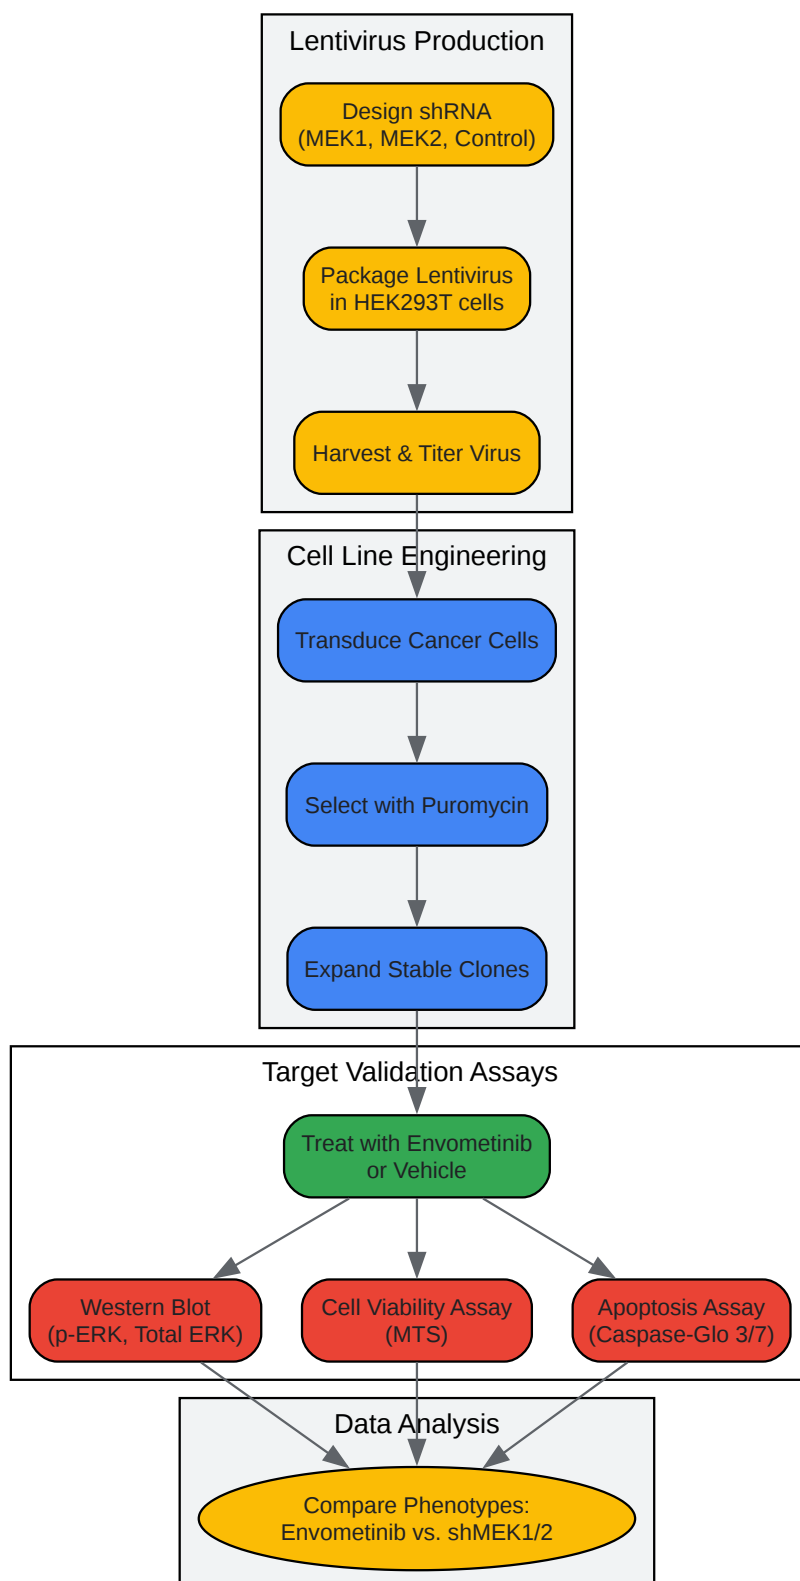 Lentivirus Production
Design shRNA
(MEK1, MEK2, Control)
Package Lentivirus
in HEK293T cells
Harvest & Titer Virus
Cell Line Engineering
Transduce Cancer Cells
Select with Puromycin
Expand Stable Clones
Target Validation Assays
Treat with Envometinib
or Vehicle
Western Blot
(p-ERK, Total ERK)
Cell Viability Assay
(MTS)
Apoptosis Assay
(Caspase-Glo 3/7)
Data Analysis
Compare Phenotypes:
Envometinib vs. shMEK1/2